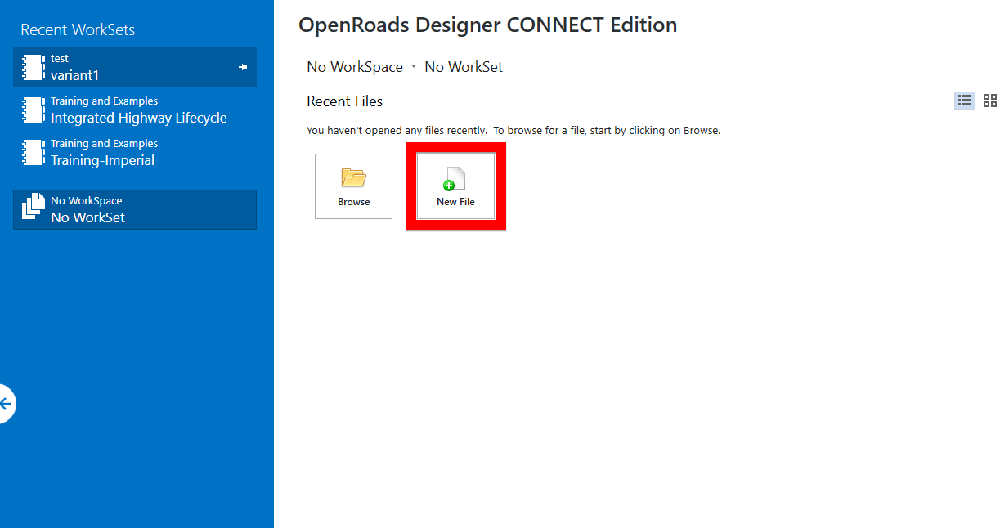 Recent WorkSets
test
variant1
Training and Examples
Integrated Highway Lifecycle
Training and Examples
Training-Imperial
No WorkSpace
No WorkSet
OpenRoads Designer CONNECT Edition
No WorkSpace No WorkSet
Recent Files
You haven't opened any files recently. To browse for a file, start by clicking on Browse.
Browse
New File